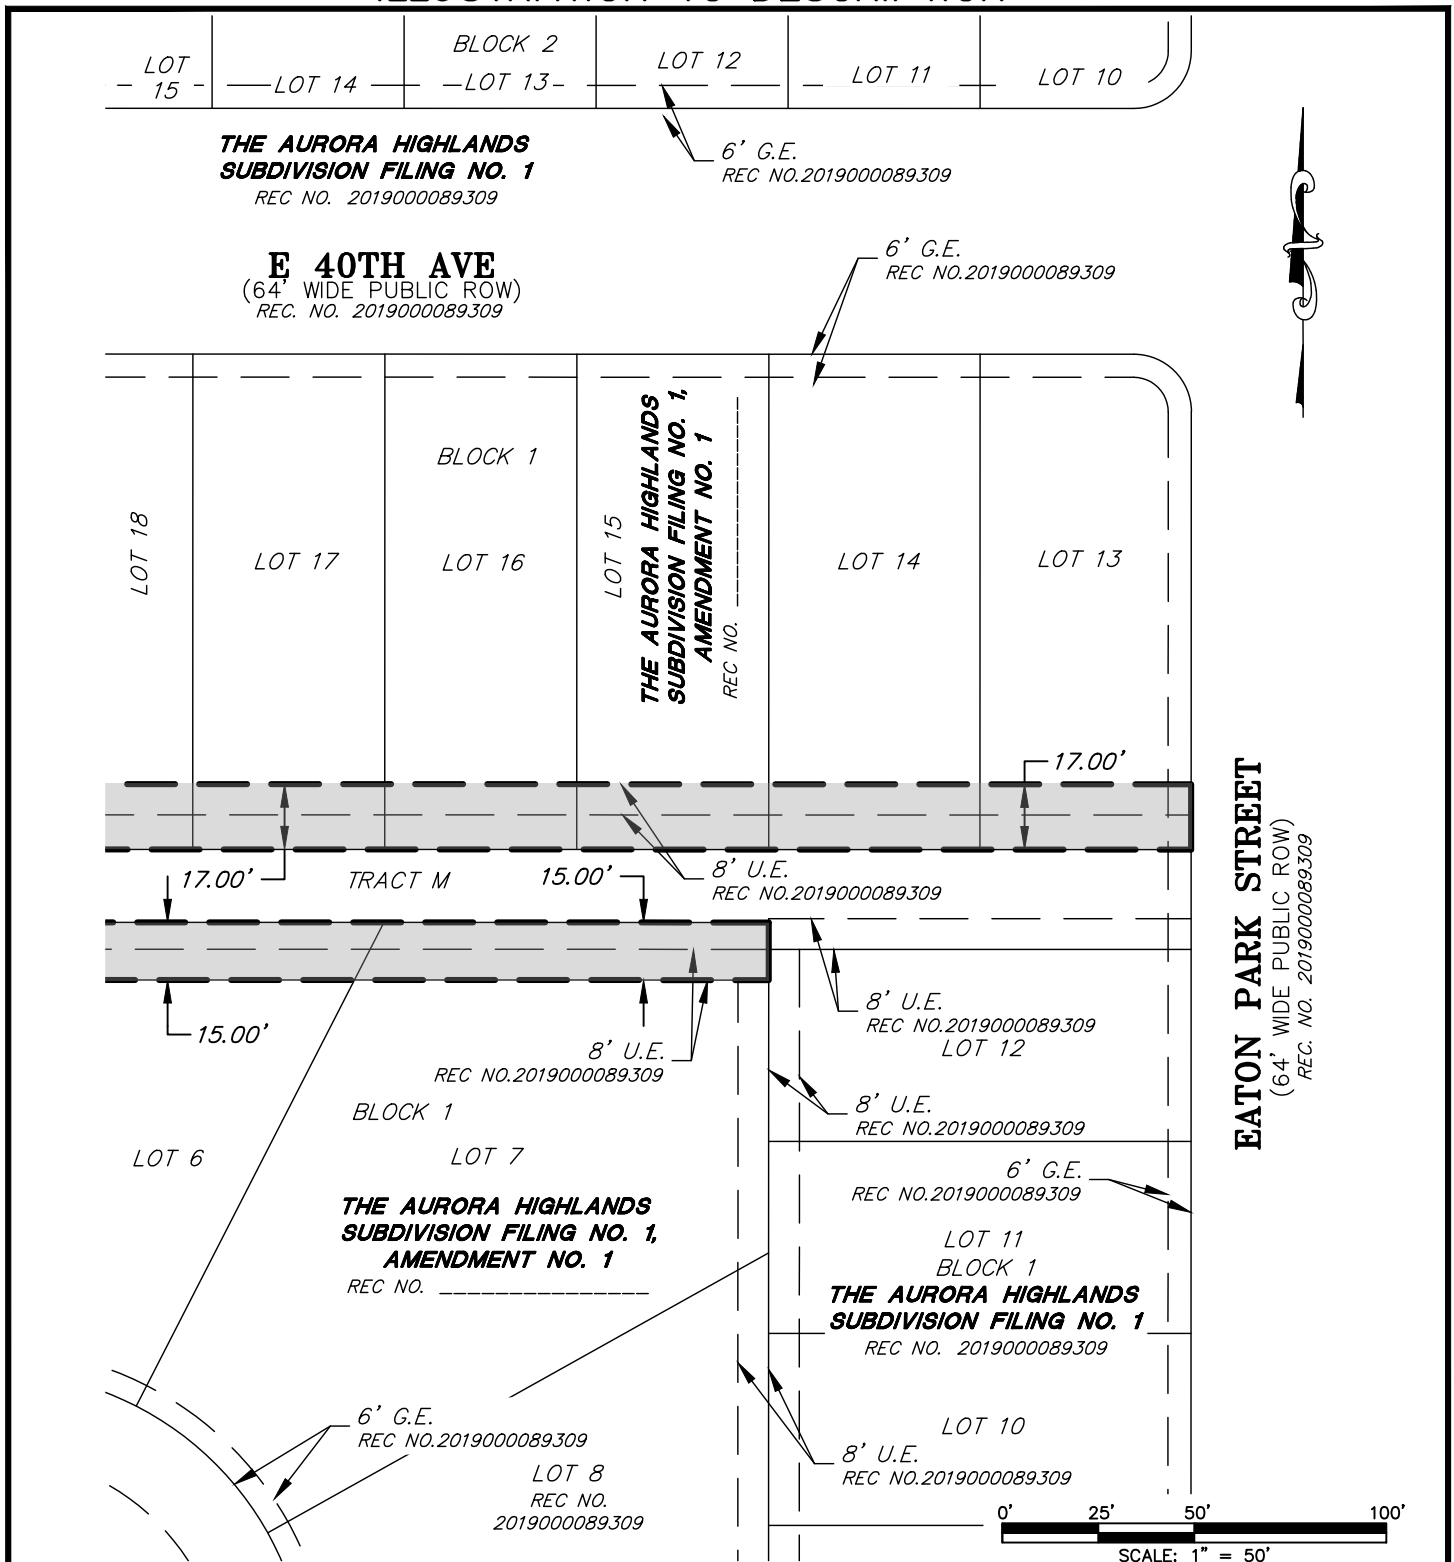 BLOCK 2
LOT
15
LOT 14
LOT 13
LOT 12
LOT 11
LOT 10
THE AURORA HIGHLANDS
SUBDIVISION FILING NO. 1
REC NO. 2019000089309
6' G.E.
REC NO.2019000089309
E 40TH AVE
(64' WIDE PUBLIC ROW)
REC. NO. 2019000089309
6' G.E.
REC NO.2019000089309
BLOCK 1
LOT 18
LOT 17
LOT 16
LOT 15
THE AURORA HIGHLANDS
SUBDIVISION FILING NO. 1,
AMENDMENT NO. 1
REC NO. _______________
LOT 14
LOT 13
17.00'
17.00'
TRACT M
15.00'
8' U.E.
REC NO.2019000089309
EATON PARK STREET
(64' WIDE PUBLIC ROW)
REC. NO. 2019000089309
15.00'
8' U.E.
REC NO.2019000089309
8' U.E.
REC NO.2019000089309
LOT 12
8' U.E.
REC NO.2019000089309
BLOCK 1
LOT 6
LOT 7
THE AURORA HIGHLANDS
SUBDIVISION FILING NO. 1,
AMENDMENT NO. 1
REC NO. _______________
6' G.E.
REC NO.2019000089309
LOT 11
BLOCK 1
THE AURORA HIGHLANDS
SUBDIVISION FILING NO. 1
REC NO. 2019000089309
6' G.E.
REC NO.2019000089309
LOT 10
8' U.E.
REC NO.2019000089309
LOT 8
REC NO.
2019000089309
0' 25' 50' 100'
SCALE: 1" = 50'